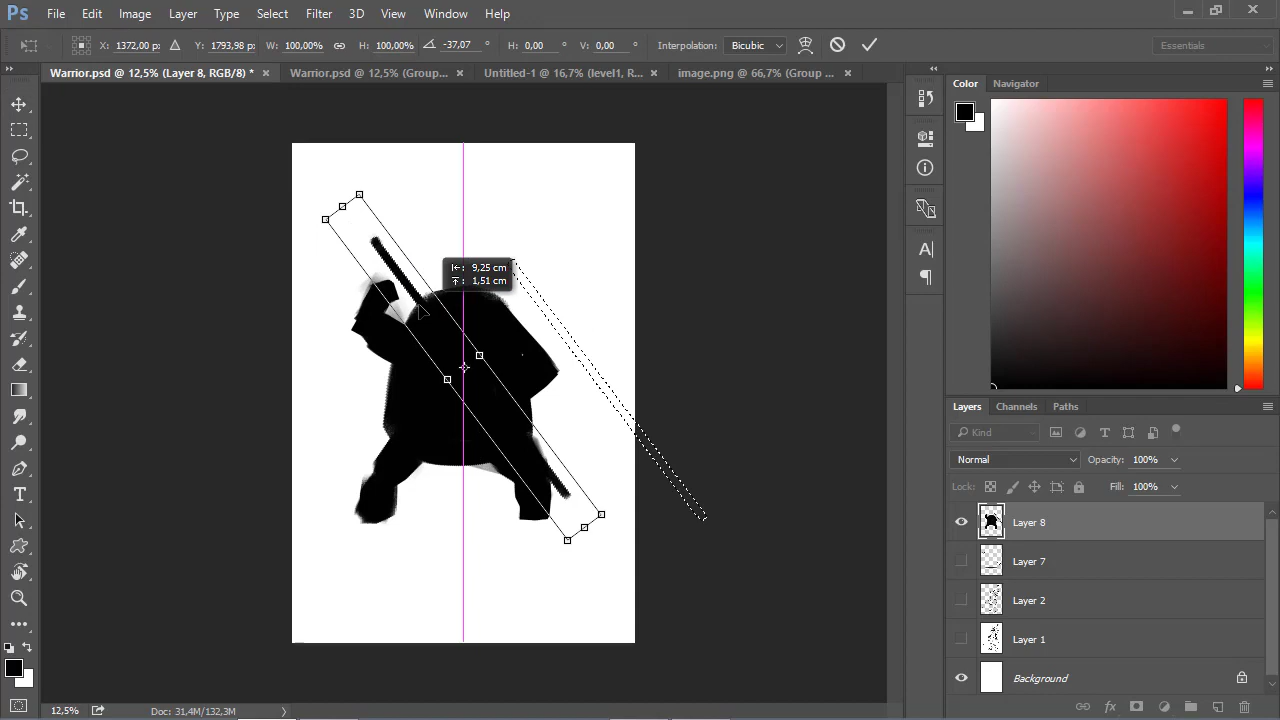 Ps File Edit Image Layer Type Select Filter 3D View Window Help
X: 1372,00 px Y: 1793,98 px W: 100,00% H: 100,00% -37,07 ° H: 0,00 ° V: 0,00 ° Interpolation: Bicubic Essentials
Warrior.psd @ 12,5% (Layer 8, RGB/8) * × Warrior.psd @ 12,5% (Group... × Untitled-1 @ 16,7% (level1, R... × image.png @ 66,7% (Group ... ×
Color Navigator
9,25 cm
1,51 cm
Layers Channels Paths
Kind
Normal Opacity: 100%
Lock: Fill: 100%
Layer 8
Layer 7
Layer 2
Layer 1
Background
12,5% Doc: 31,4M/132,3M